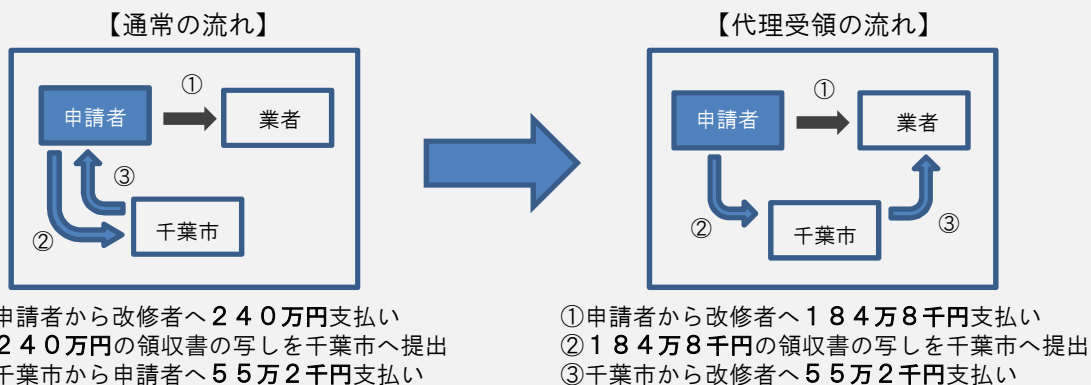 【通常の流れ】
①
申請者
業者
③
②
千葉市
申請者から改修者へ２４０万円支払い
２４０万円の領収書の写しを千葉市へ提出
千葉市から申請者へ５５万２千円支払い
【代理受領の流れ】
①
申請者
業者
②
千葉市
③
①申請者から改修者へ１８４万８千円支払い
②１８４万８千円の領収書の写しを千葉市へ提出
③千葉市から改修者へ５５万２千円支払い